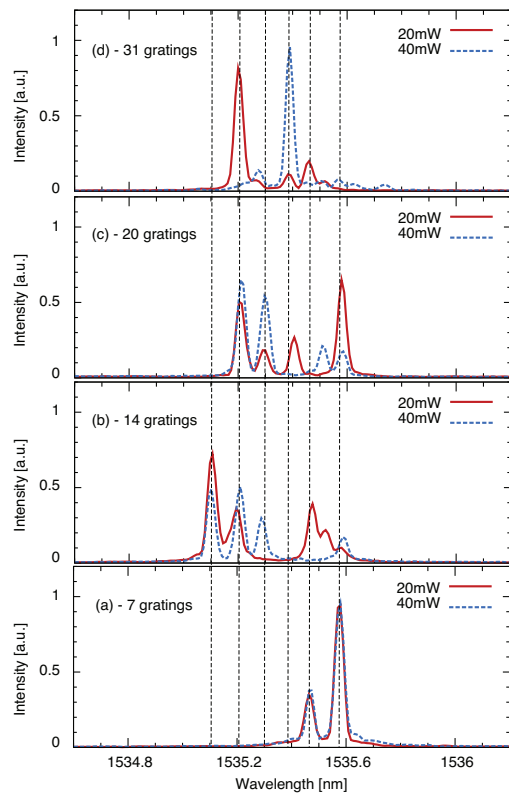 (d) - 31 gratings
20mW
40mW
Intensity [a.u.]
1
0.5
0
(c) - 20 gratings
20mW
40mW
Intensity [a.u.]
1
0.5
0
(b) - 14 gratings
20mW
40mW
Intensity [a.u.]
1
0.5
0
(a) - 7 gratings
20mW
40mW
Intensity [a.u.]
1
0.5
0
1534.8 1535.2 1535.6 1536
Wavelength [nm]